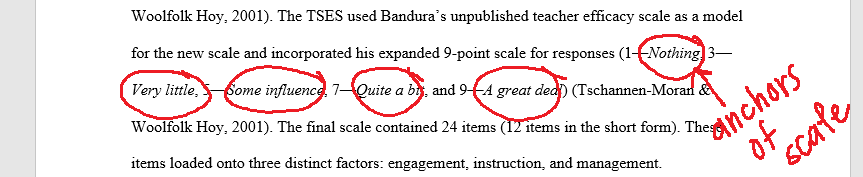 Woolfolk Hoy, 2001). The TSES used Bandura's unpublished teacher efficacy scale as a model
for the new scale and incorporated his expanded 9-point scale for responses (1—Nothing, 3—
Very little, 5—Some influence, 7—Quite a bit, and 9—A great deal) (Tschannen-Moran &
Woolfolk Hoy, 2001). The final scale contained 24 items (12 items in the short form). These
items loaded onto three distinct factors: engagement, instruction, and management.
anchors
of
scale